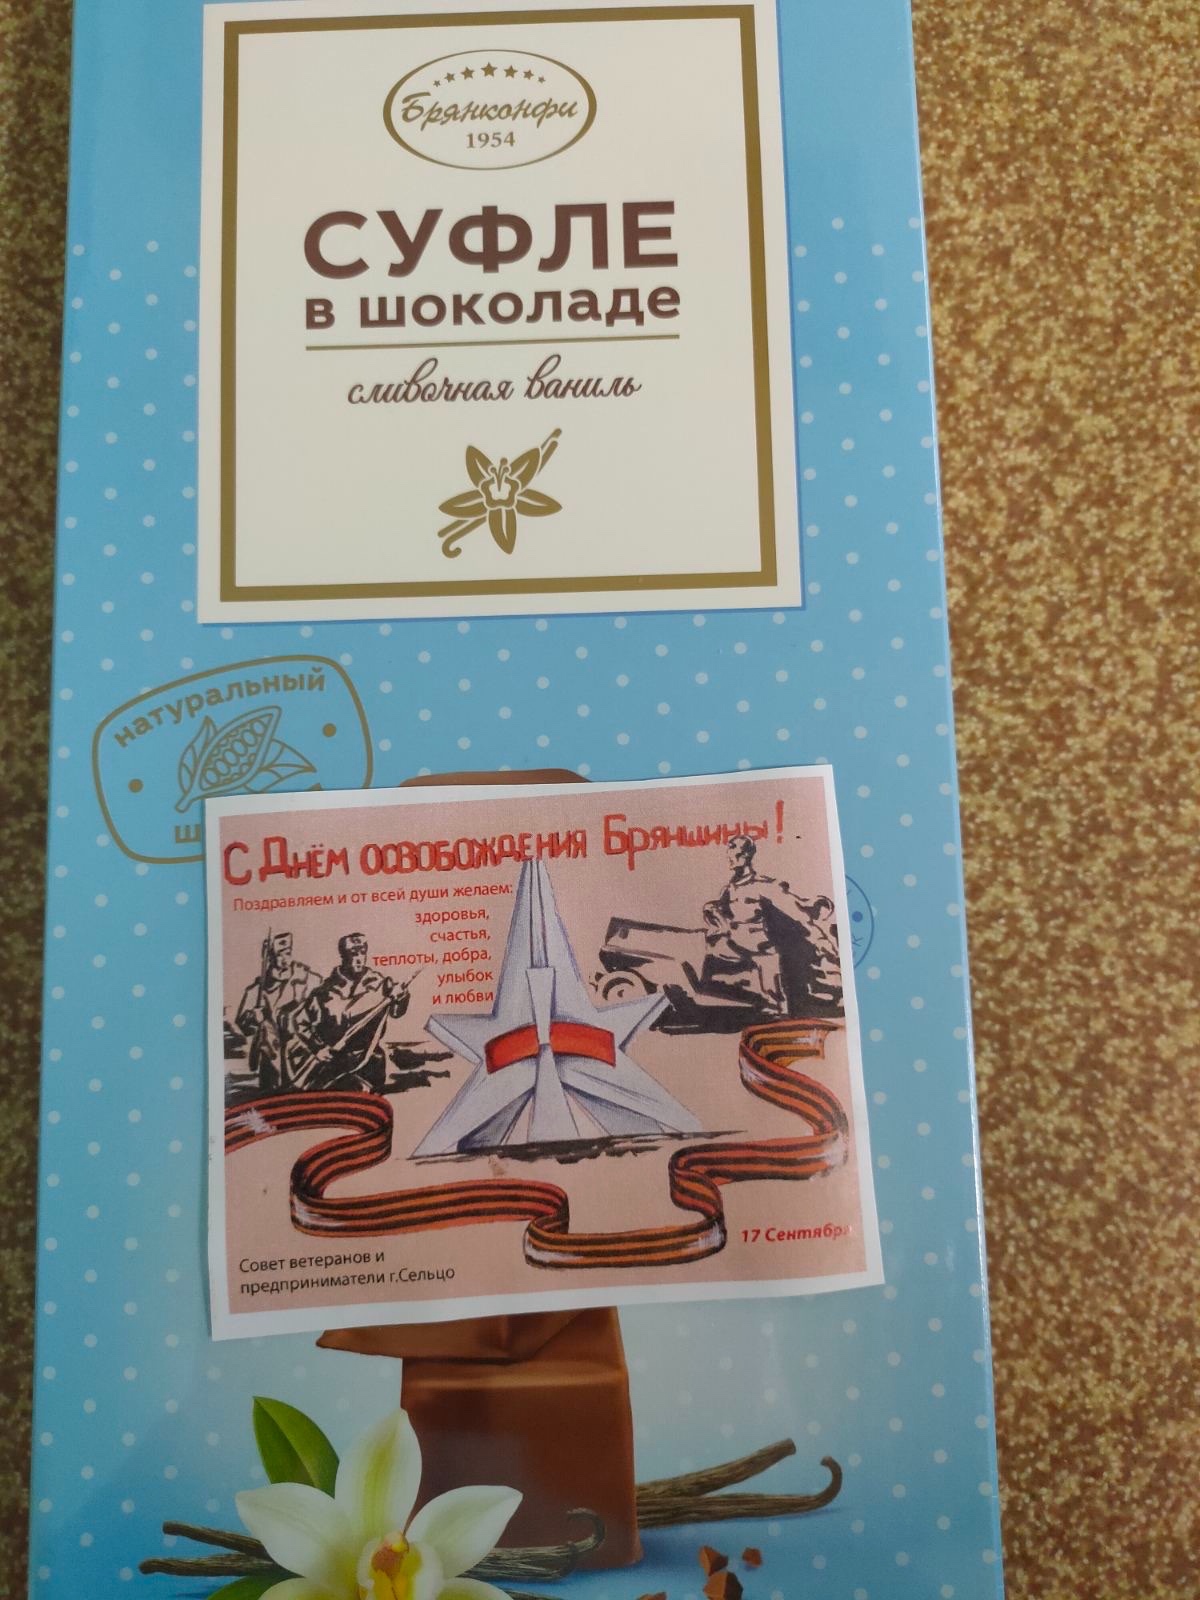 Брянконфи
1954
СУФЛЕ
в шоколаде
сливочная ваниль
натуральный
С Днём освобождения Брянщины!
Поздравляем и от всей души желаем:
здоровья,
счастья,
теплоты, добра,
улыбок
и любви
17 Сентября
Совет ветеранов и
предприниматели г.Сельцо